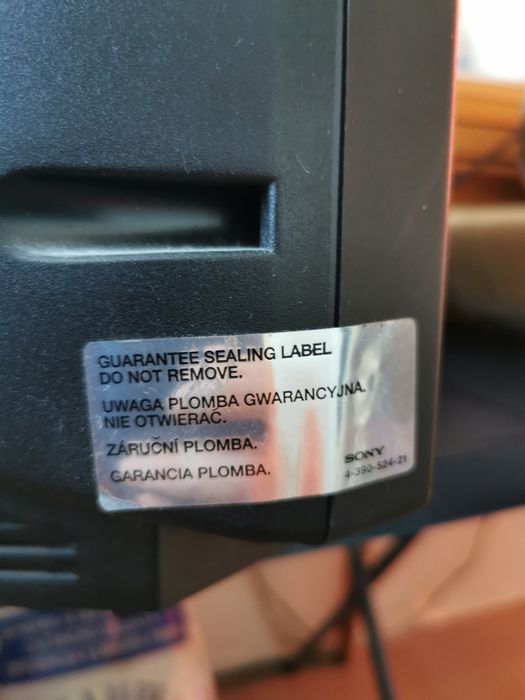 GUARANTEE SEALING LABEL
DO NOT REMOVE.
UWAGA PLOMBA GWARANCYJNA.
NIE OTWIERAĆ.
ZÁRUČNÍ PLOMBA.
GARANCIA PLOMBA.
SONY
4-390-524-21